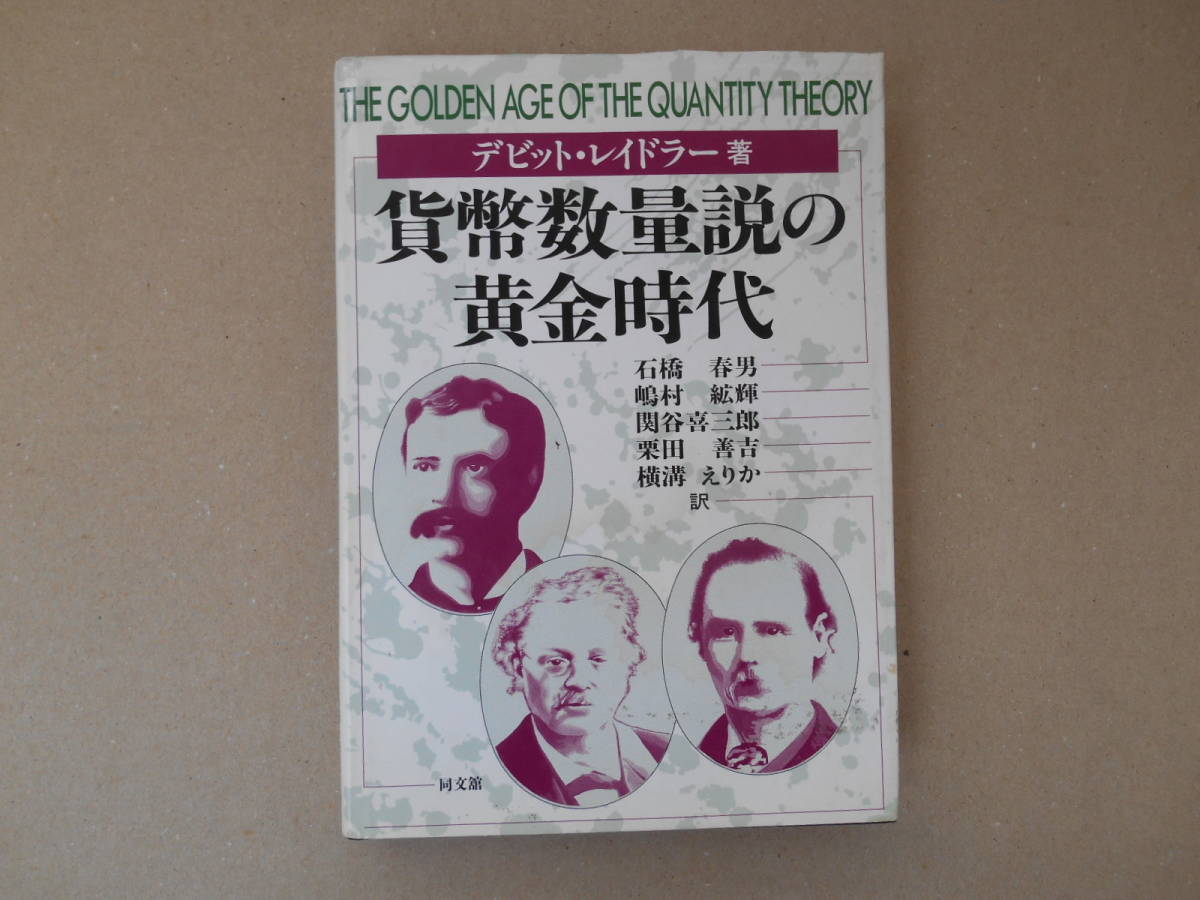 THE GOLDEN AGE OF THE QUANTITY THEORY
デビット・レイドラー著
貨幣数量説の
黄金時代
石橋 春男
嶋村 紘輝
関谷喜三郎
栗田 善吉
横溝 えりか
訳
同文舘